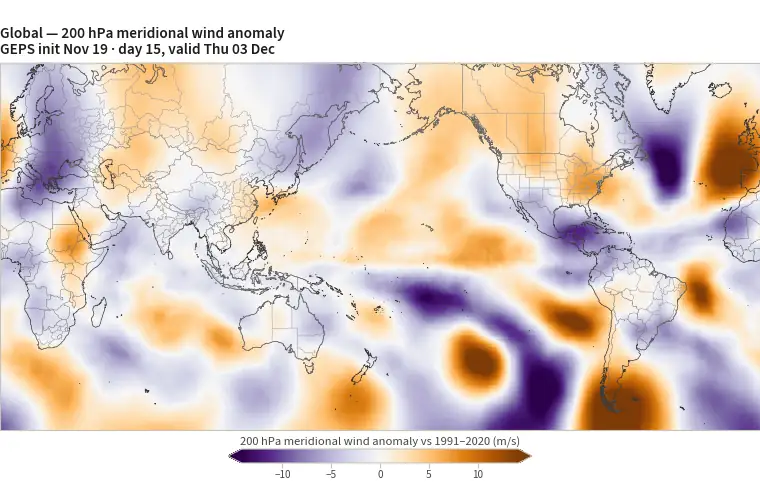 Global — 200 hPa meridional wind anomaly
GEPS init Nov 19 · day 15, valid Thu 03 Dec
240 hPa meridional wind anomaly vs 1991–2020 (m/s)
−10 −5 0 5 10